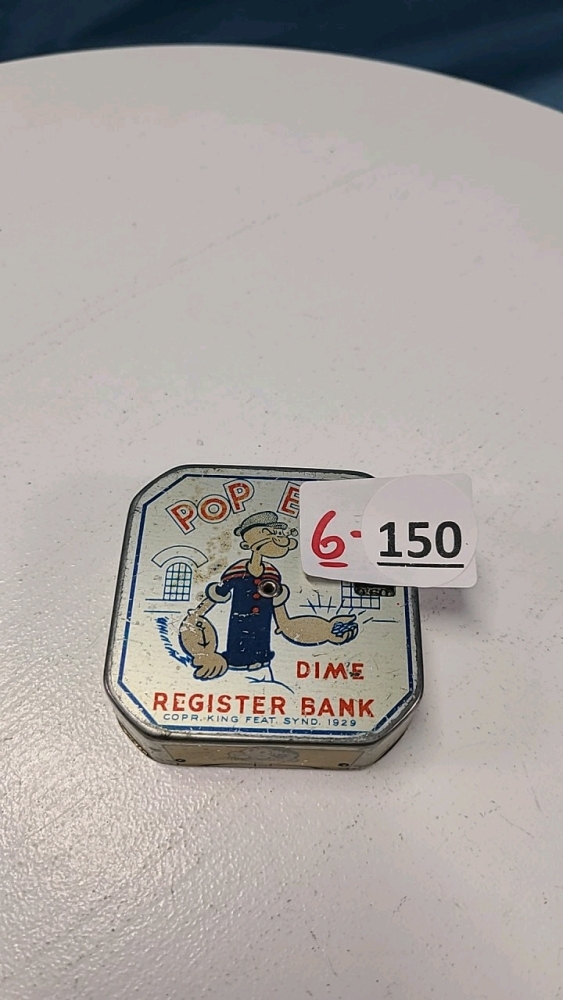 POP E
6-150
DIME
REGISTER BANK
COPR. KING FEAT. SYND. 1929